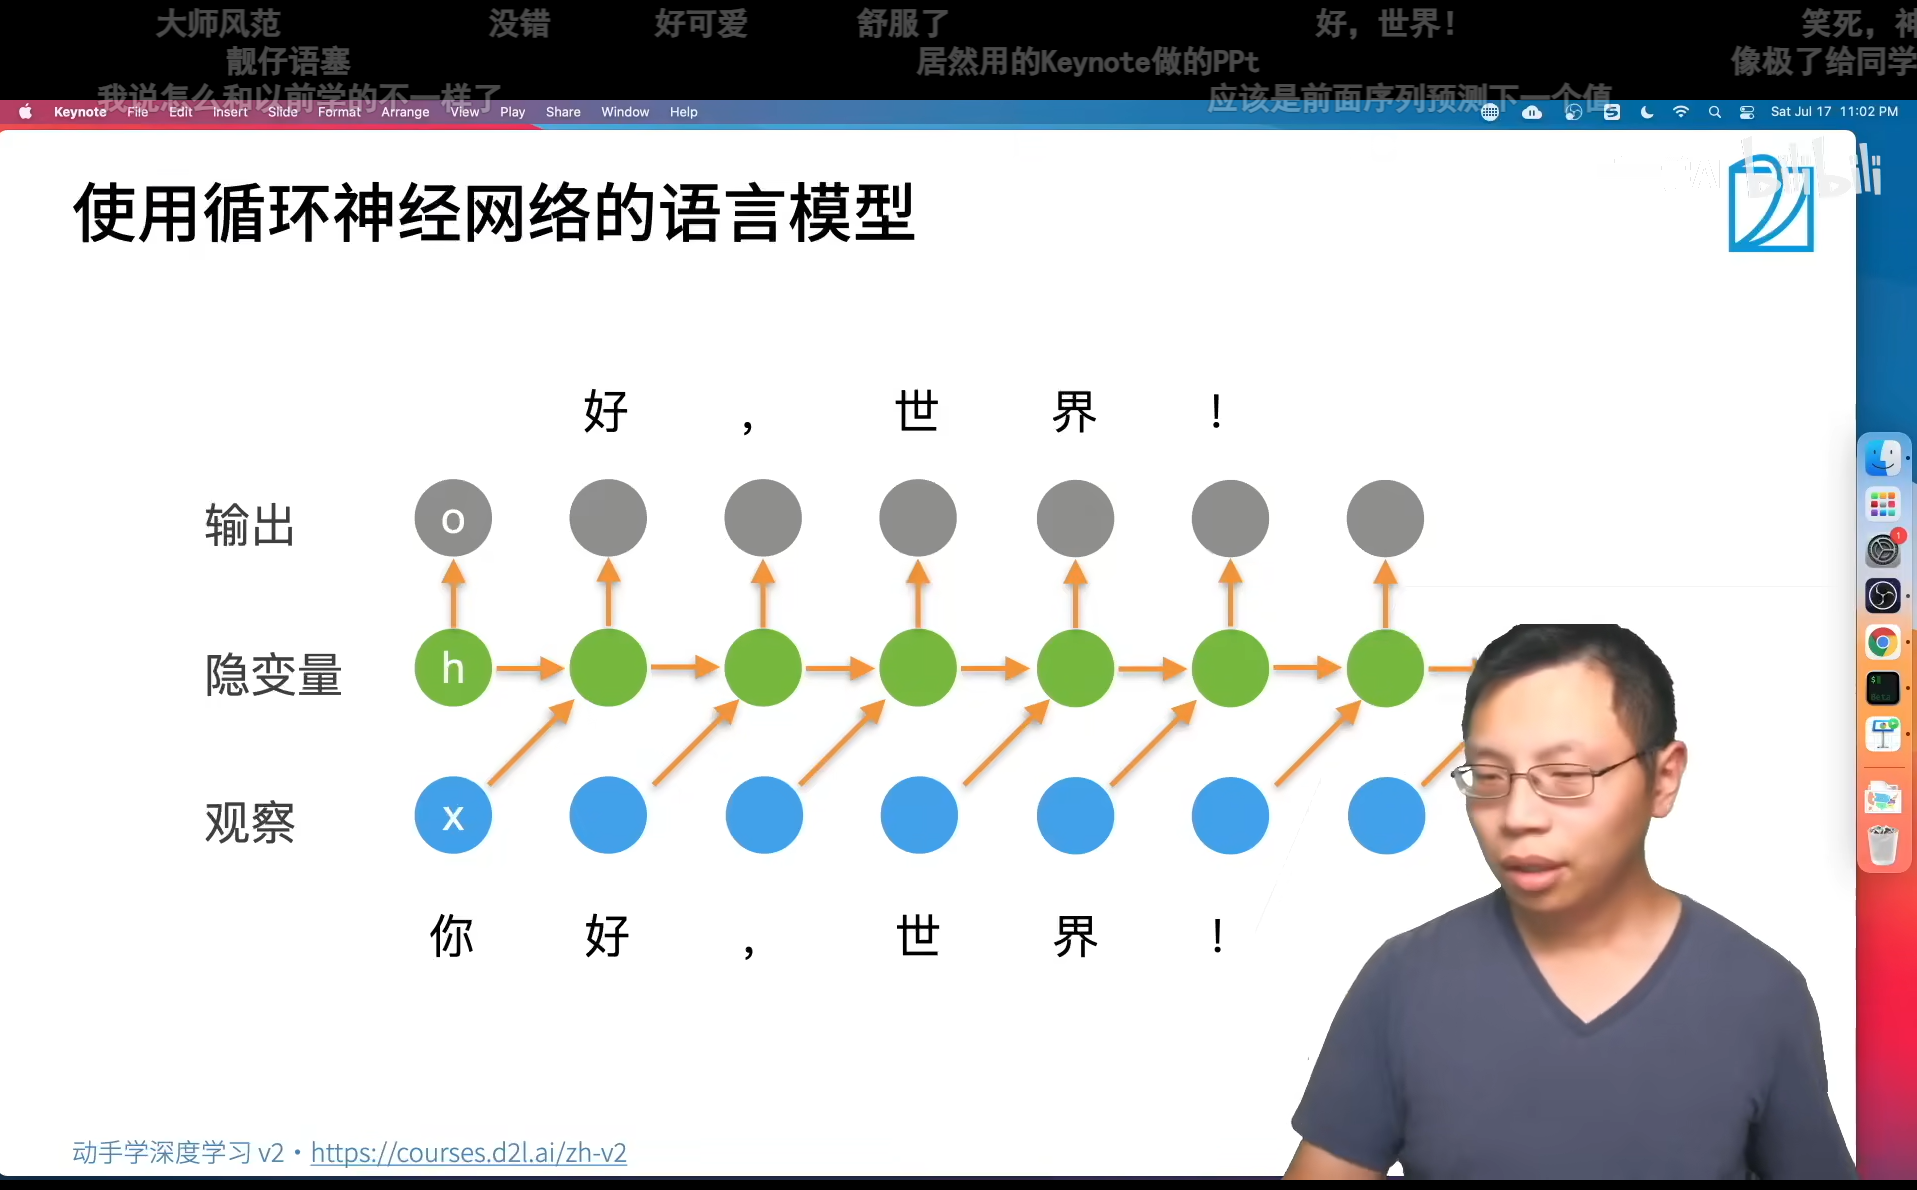 大师风范 没错 好可爱 舒服了 好，世界！ 笑死，神
靓仔语塞 居然用的Keynote做的PPt 像极了给同学
我说怎么和以前学的不一样了 应该是前面序列预测下一个值
Keynote File Edit Insert Slide Format Arrange View Play Share Window Help Sat Jul 17 11:02 PM
bilibili
使用循环神经网络的语言模型
好 ， 世 界 ！
输出 o
隐变量 h
观察 x
你 好 ， 世 界 ！
动手学深度学习 v2 · https://courses.d2l.ai/zh-v2